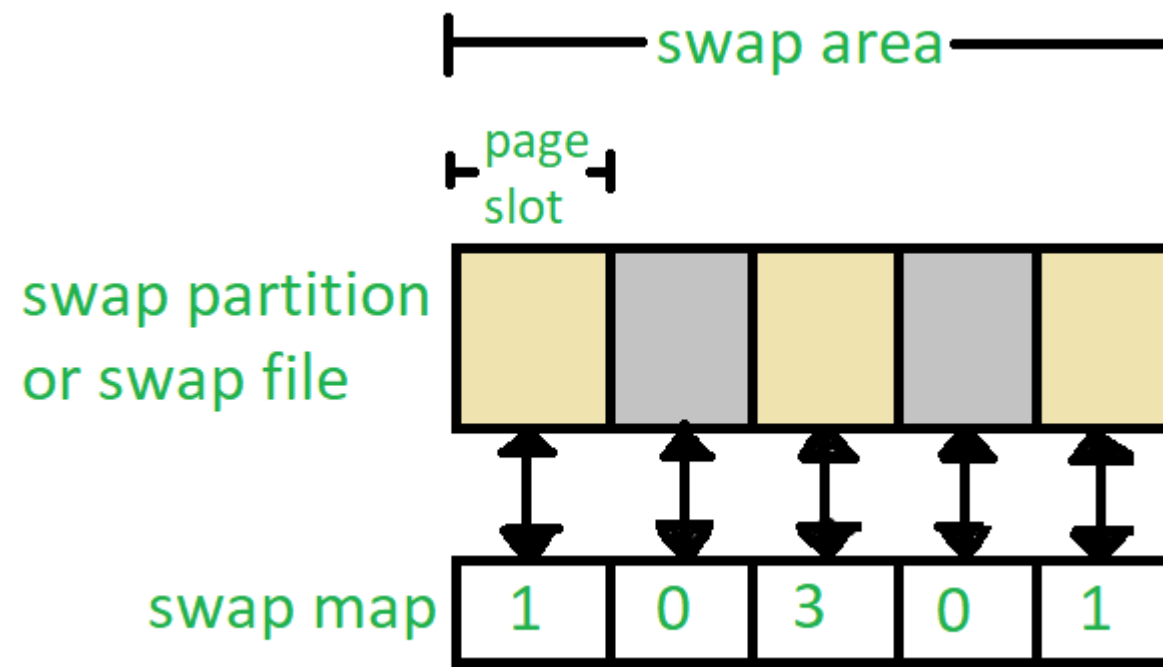 swap area
page
slot
swap partition
or swap file
swap map 1 0 3 0 1